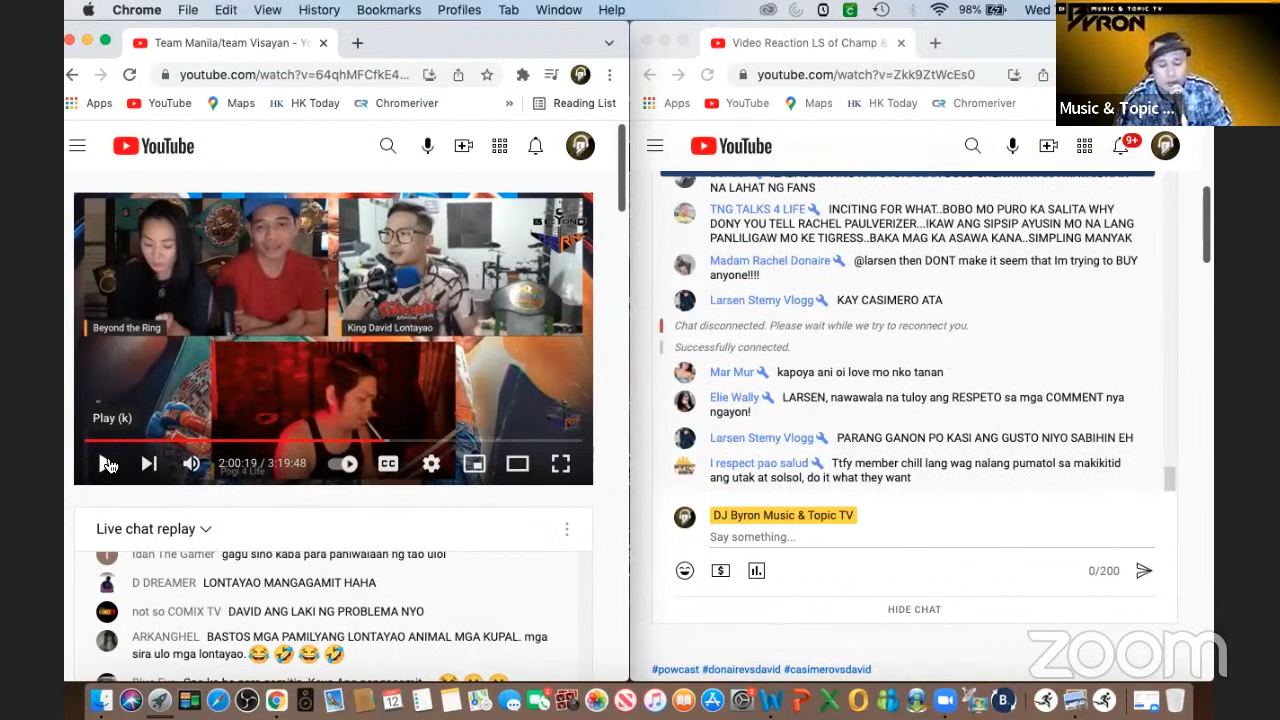 Chrome File Edit View History Bookmarks Profiles Tab Window Help
98%
Wed
MUSIC & TOPIC TV
BYRON
Music & Topic ...
Team Manila/team Visayan - Yo
Video Reaction LS of Champ &
youtube.com/watch?v=64qhMFCfkE4...
youtube.com/watch?v=Zkk9ZtWcEs0
Apps YouTube Maps HK Today Chromeriver » Reading List
Apps YouTube Maps HK Today Chromeriver
YouTube
YouTube
9+
Beyond the Ring
King David Lontayao
Play (k)
2:00:19 / 3:19:48
Pogi 4 Life
CC
Live chat replay
Idan The Gamer gagu sino kaba para paniwalaan ng tao ulol
D DREAMER LONTAYAO MANGAGAMIT HAHA
not so COMIX TV DAVID ANG LAKI NG PROBLEMA NYO
ARKANGHEL BASTOS MGA PAMILYANG LONTAYAO ANIMAL MGA KUPAL. mga
sira ulo mga lontayao.😂🤣😂🤣
NA LAHAT NG FANS
TNG TALKS 4 LIFE INCITING FOR WHAT..BOBO MO PURO KA SALITA WHY
DONY YOU TELL RACHEL PAULVERIZER...IKAW ANG SIPSIP AYUSIN MO NA LANG
PANLILIGAW MO KE TIGRESS..BAKA MAG KA ASAWA KANA..SIMPLING MANYAK
Madam Rachel Donaire @larsen then DONT make it seem that Im trying to BUY
anyone!!!!
Larsen Stemy Vlogg KAY CASIMERO ATA
Chat disconnected. Please wait while we try to reconnect you.
Successfully connected.
Mar Mur kapoya ani oi love mo nko tanan
Elie Wally LARSEN, nawawala na tuloy ang RESPETO sa mga COMMENT nya
ngayon!
Larsen Stemy Vlogg PARANG GANON PO KASI ANG GUSTO NIYO SABIHIN EH
I respect pao salud Ttfy member chill lang wag nalang pumatol sa makikitid
ang utak at solsol, do it what they want
DJ Byron Music & Topic TV
Say something...
0/200
HIDE CHAT
#powcast #donairevsdavid #casimerovsdavid
zoom